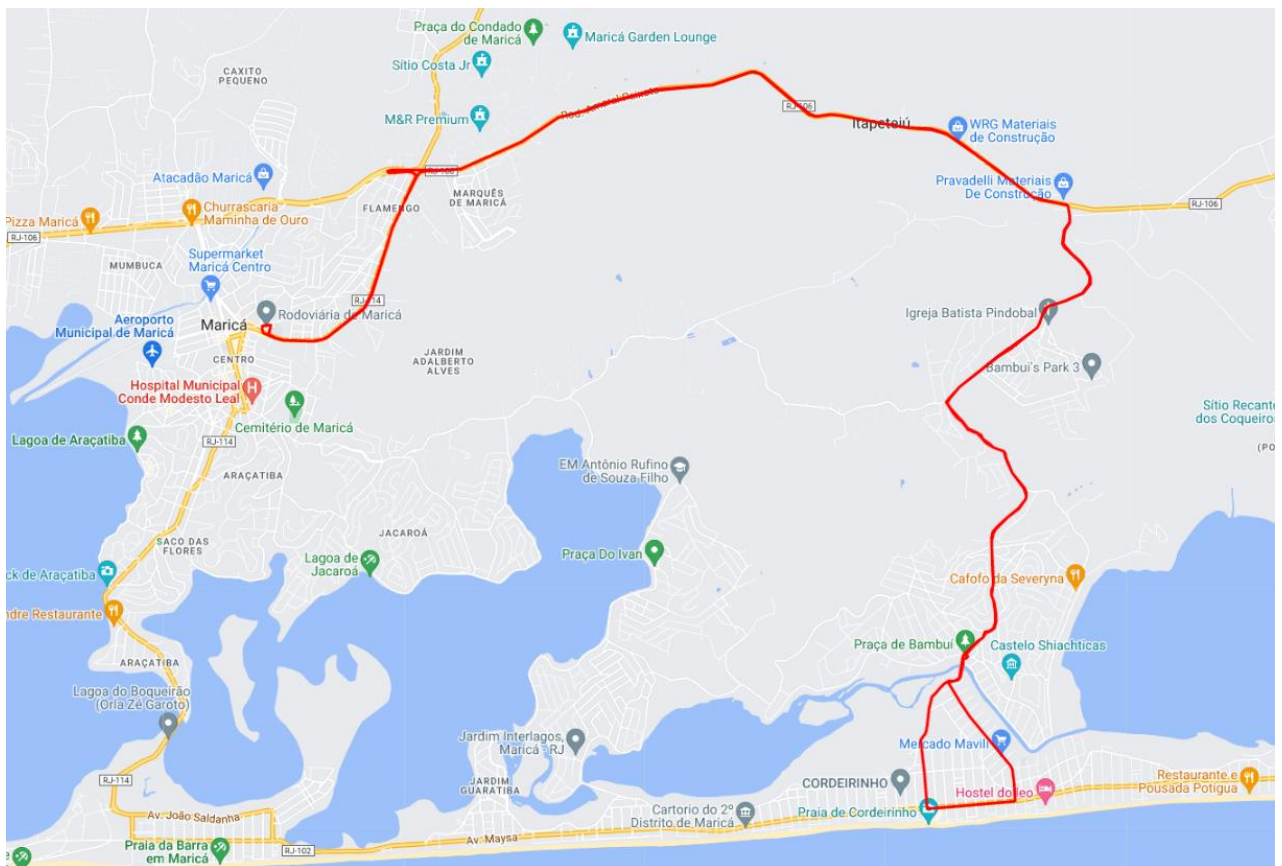 Praça do Condado
de Maricá
Maricá Garden Lounge
Sítio Costa Jr
CAXITO
PEQUENO
M&R Premium
RJ-106
Itapeteiú
WRG Materiais
de Construção
Atacadão Maricá
RJ-106
MARQUÊS
DE MARICÁ
Pravadelli Materiais
De Construção
Pizza Maricá
Churrascaria
Maminha de Ouro
FLAMENGO
RJ-106
RJ-106
MUMBUCA
Supermarket
Maricá Centro
RJ-114
Rodoviária de Maricá
Maricá
Igreja Batista Pindobal
Aeroporto
Municipal de Maricá
CENTRO
JARDIM
ADALBERTO
ALVES
Bambuí's Park 3
Hospital Municipal
Conde Modesto Leal
Cemitério de Maricá
Sítio Recanto
dos Coqueiros
Lagoa de Araçatiba
RJ-114
(PO
EM Antônio Rufino
de Souza Filho
ARAÇATIBA
JACAROÁ
SACO DAS
FLORES
Lagoa de
Jacaroá
Praça Do Ivan
ck de Araçatiba
Cafofo da Severyna
ndre Restaurante
Praça de Bambuí
Castelo Shiachticas
ARAÇATIBA
Lagoa do Boqueirão
(Orla Zé Garoto)
Jardim Interlagos,
Maricá - RJ
Mercado Mavili
RJ-114
JARDIM
GUARATIBA
CORDEIRINHO
Hostel do leo
Restaurante e
Pousada Potigua
Av. João Saldanha
Cartorio do 2º
Distrito de Maricá
Praia de Cordeirinho
Av. Maysa
Praia da Barra
em Maricá
RJ-102